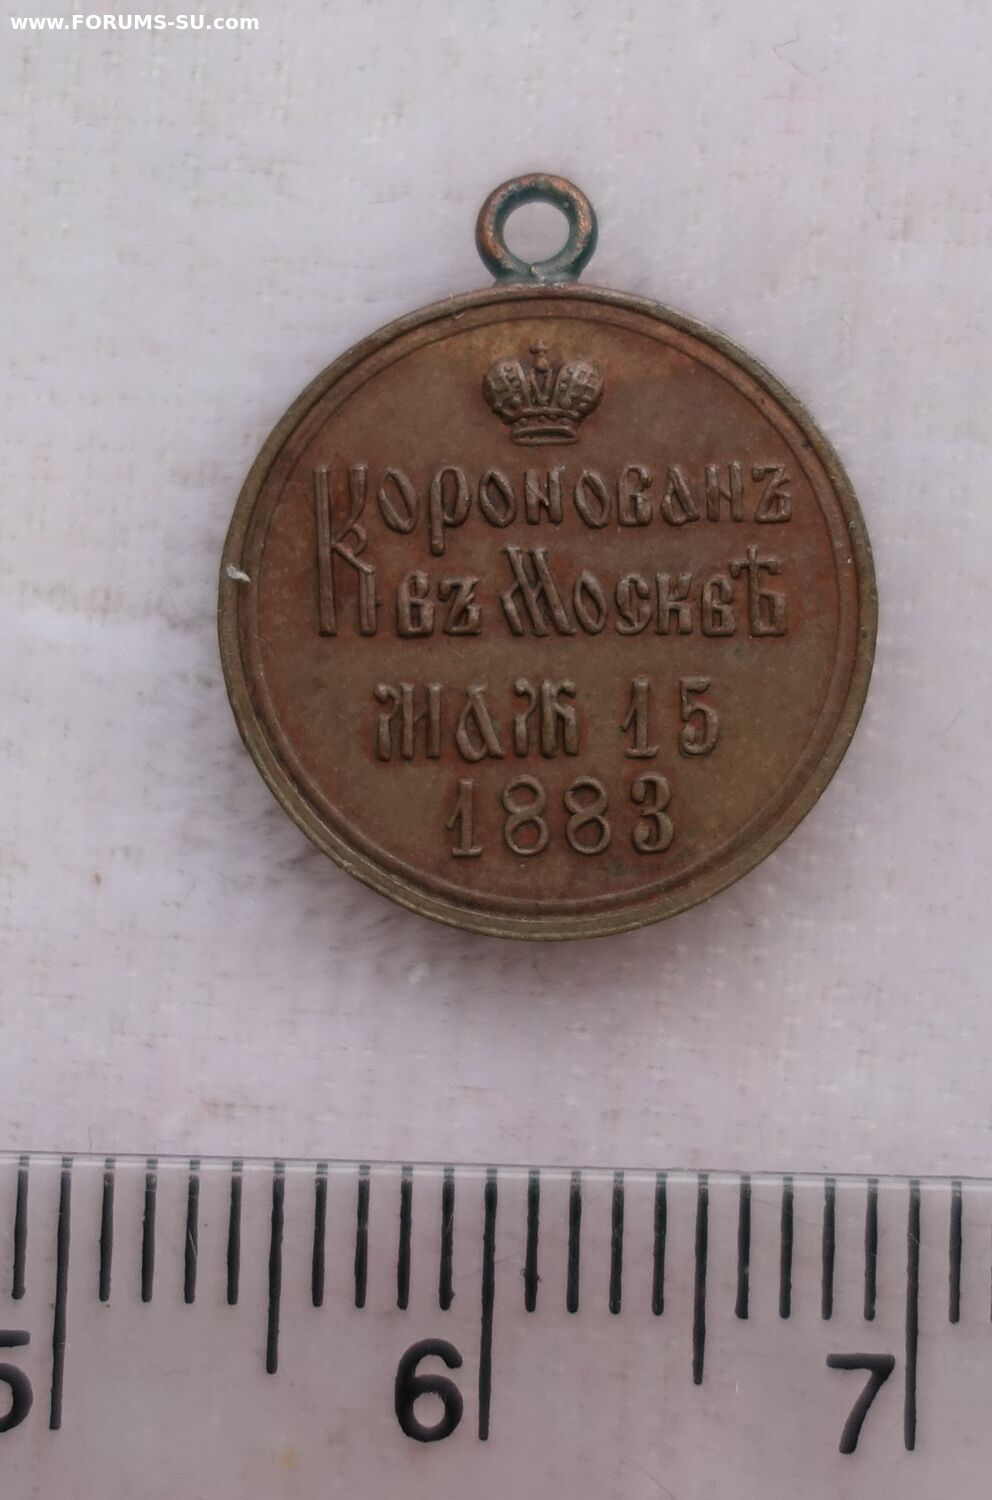 www.FORUMS-SU.com
Коронованъ
въ Москвѣ
маія 15
1883
5 6 7